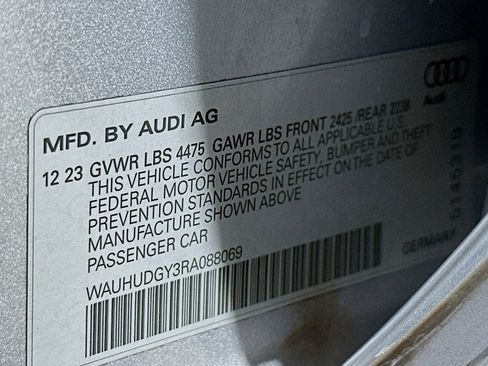 MFD. BY AUDI AG
Audi
12 23 GVWR LBS 4475 GAWR LBS FRONT 2425 /REAR 2238
THIS VEHICLE CONFORMS TO ALL APPLICABLE U.S.
FEDERAL MOTOR VEHICLE SAFETY, BUMPER AND THEFT
PREVENTION STANDARDS IN EFFECT ON THE DATE OF
MANUFACTURE SHOWN ABOVE
PASSENGER CAR
WAUHUDGY3RA088069
GERMANY
5145319